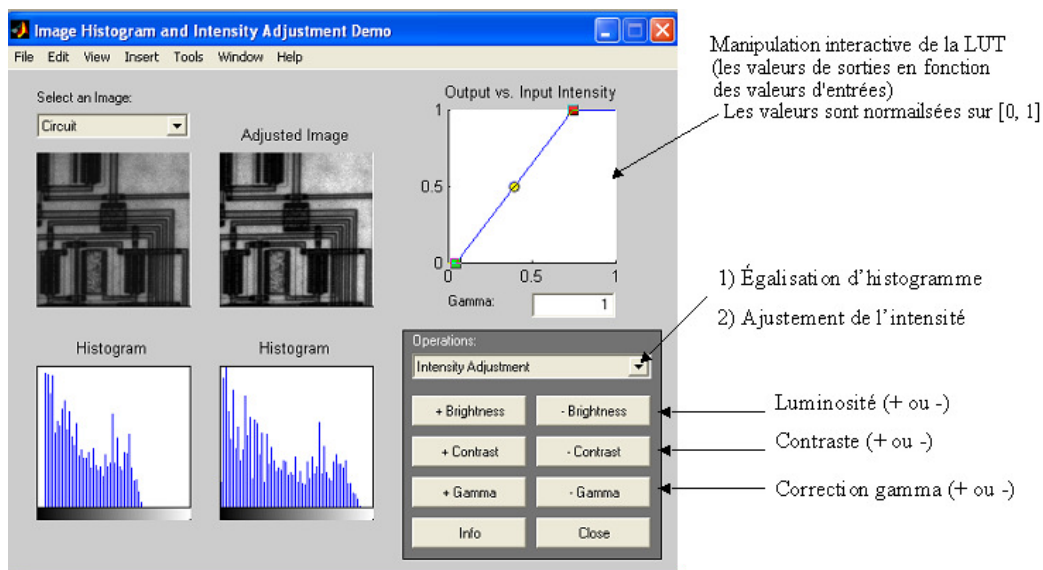 Image Histogram and Intensity Adjustment Demo
File Edit View Insert Tools Window Help
Select an Image:
Circuit
Adjusted Image
Histogram
Histogram
Output vs. Input Intensity
1
0.5
0
0 0.5 1
Gamma: 1
Operations:
Intensity Adjustment
+ Brightness - Brightness
+ Contrast - Contrast
+ Gamma - Gamma
Info Close
Manipulation interactive de la LUT
(les valeurs de sorties en fonction
des valeurs d'entrées)
Les valeurs sont normailsées sur [0, 1]
1) Égalisation d'histogramme
2) Ajustement de l'intensité
Luminosité (+ ou -)
Contraste (+ ou -)
Correction gamma (+ ou -)